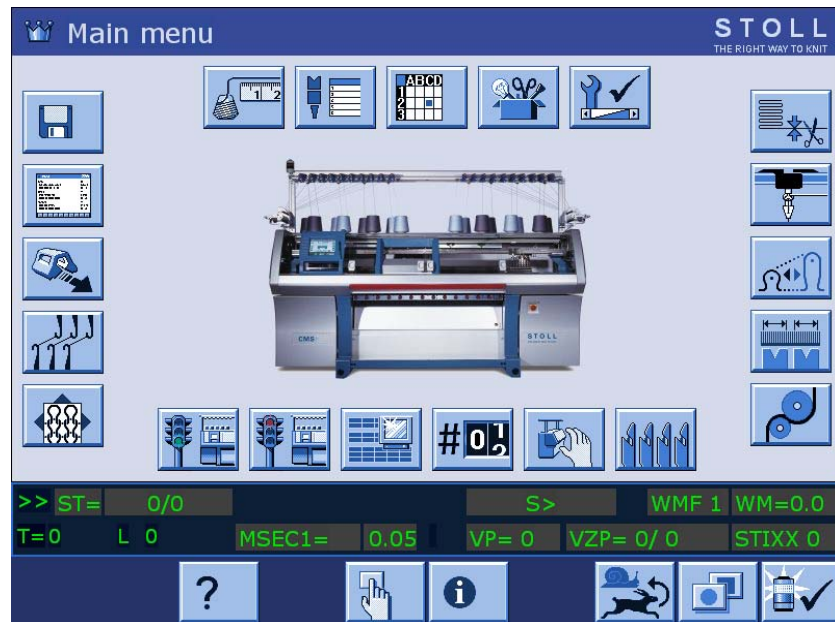 Main menu
STOLL
THE RIGHT WAY TO KNIT
1 2
ABCD
1
2
3
CMS
STOLL
#
>> ST= 0/0 S> WMF 1 WM=0.0
T=0 L 0 MSEC1= 0.05 VP= 0 VZP= 0/ 0 STIXX 0
?
i